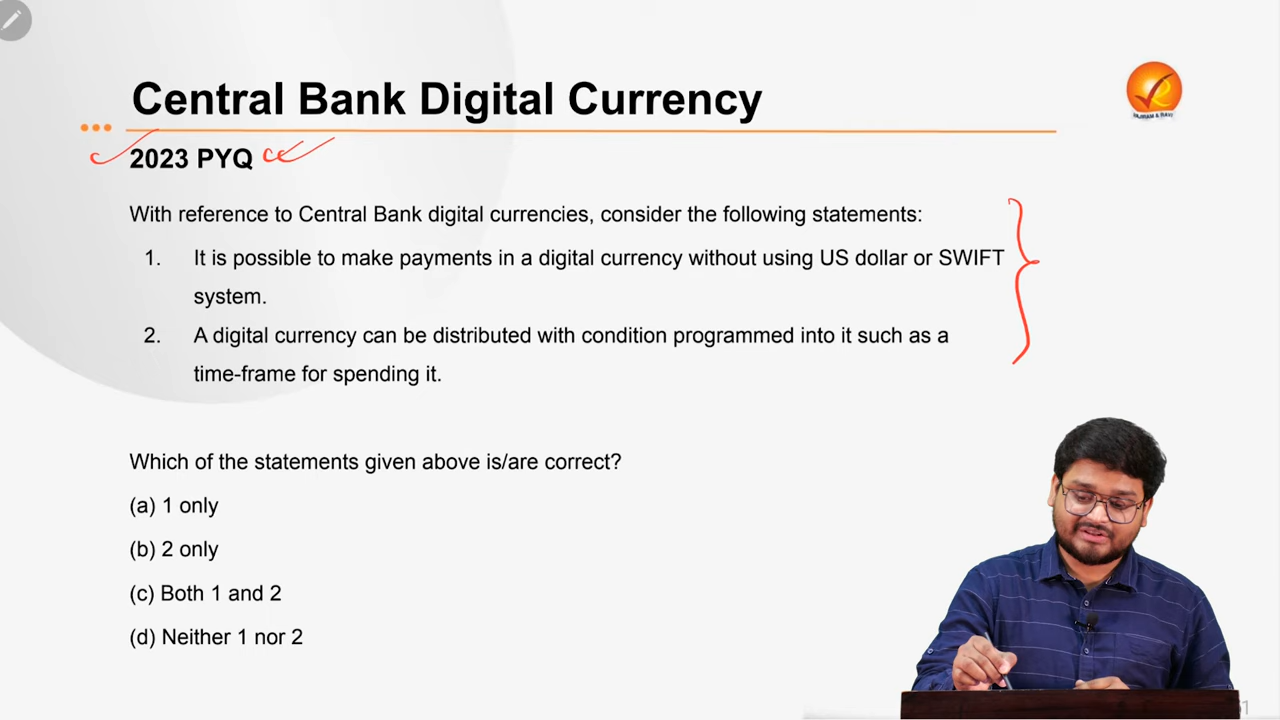 Central Bank Digital Currency
VAJIRAM & RAVI
2023 PYQ
With reference to Central Bank digital currencies, consider the following statements:
1. It is possible to make payments in a digital currency without using US dollar or SWIFT
system.
2. A digital currency can be distributed with condition programmed into it such as a
time-frame for spending it.
Which of the statements given above is/are correct?
(a) 1 only
(b) 2 only
(c) Both 1 and 2
(d) Neither 1 nor 2